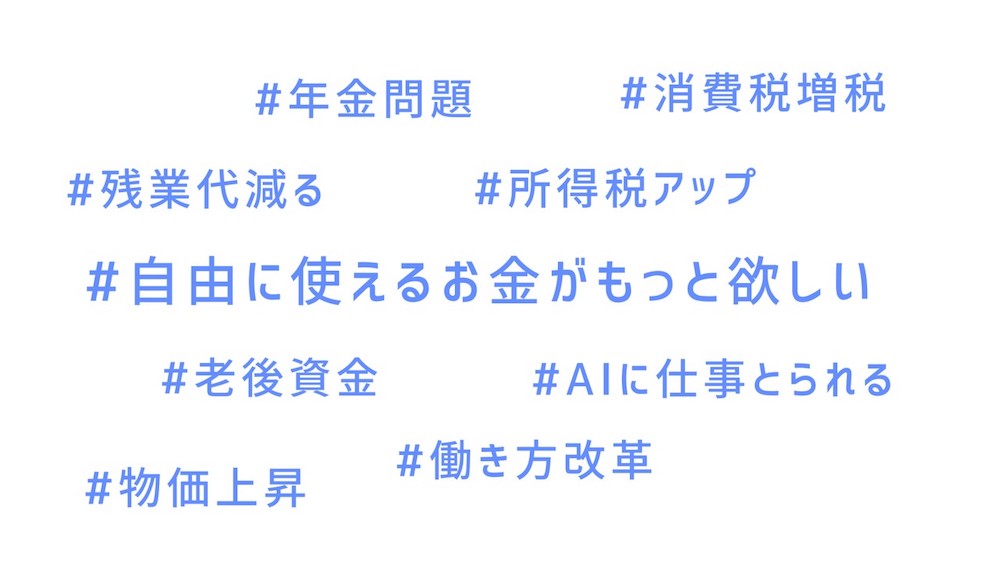 #年金問題
#消費税増税
#残業代減る
#所得税アップ
#自由に使えるお金がもっと欲しい
#老後資金
#AIに仕事とられる
#働き方改革
#物価上昇